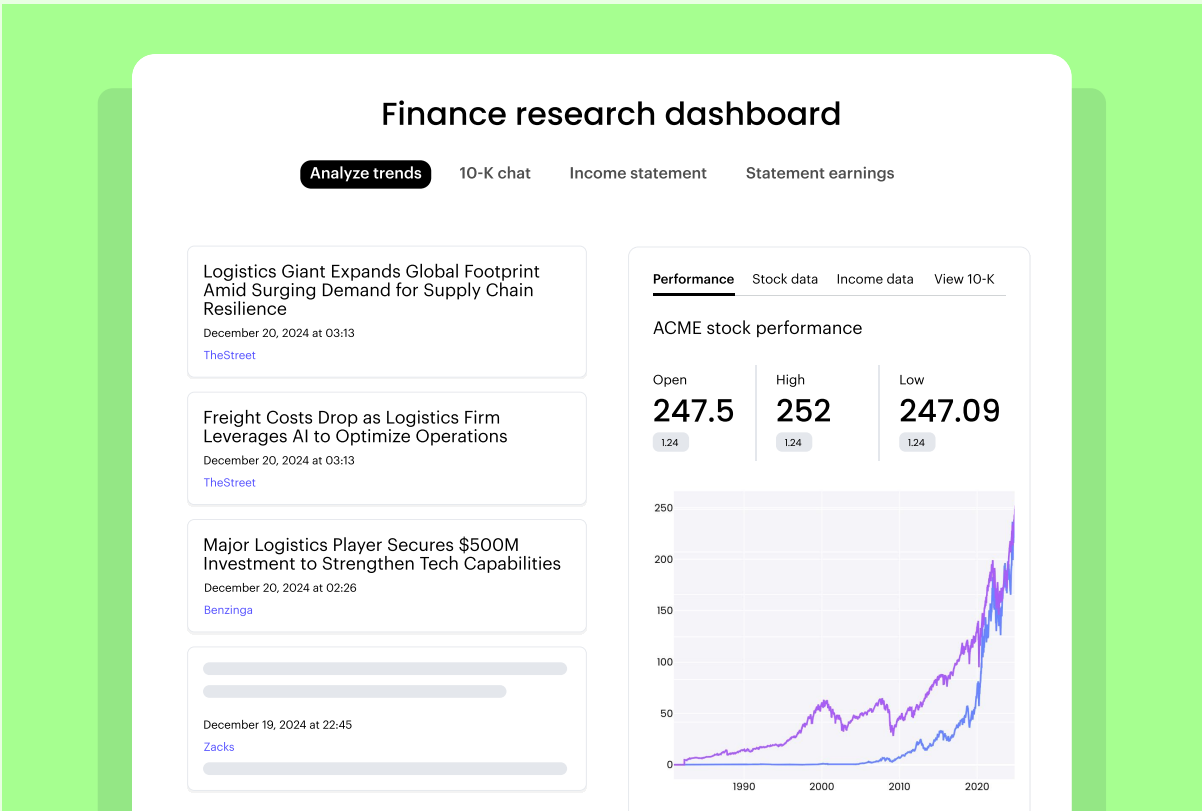 Finance research dashboard
Analyze trends
10-K chat
Income statement
Statement earnings
Logistics Giant Expands Global Footprint
Amid Surging Demand for Supply Chain
Resilience
December 20, 2024 at 03:13
TheStreet
Freight Costs Drop as Logistics Firm
Leverages AI to Optimize Operations
December 20, 2024 at 03:13
TheStreet
Major Logistics Player Secures $500M
Investment to Strengthen Tech Capabilities
December 20, 2024 at 02:26
Benzinga
December 19, 2024 at 22:45
Zacks
Performance
Stock data
Income data
View 10-K
ACME stock performance
Open
247.5
1.24
High
252
1.24
Low
247.09
1.24
250
200
150
100
50
0
1990
2000
2010
2020